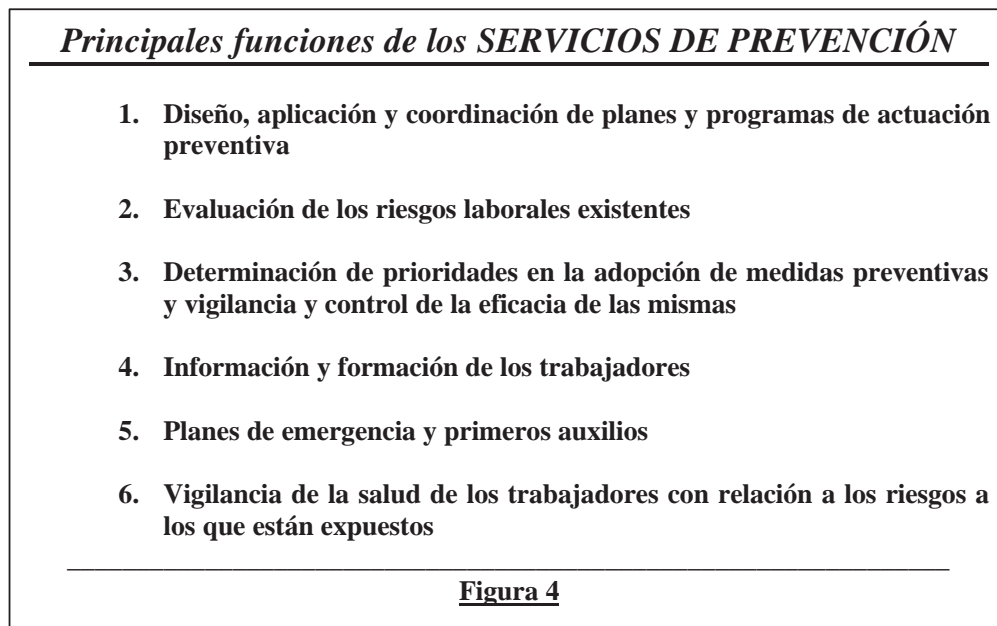 Principales funciones de los SERVICIOS DE PREVENCIÓN
1. Diseño, aplicación y coordinación de planes y programas de actuación
preventiva
2. Evaluación de los riesgos laborales existentes
3. Determinación de prioridades en la adopción de medidas preventivas
y vigilancia y control de la eficacia de las mismas
4. Información y formación de los trabajadores
5. Planes de emergencia y primeros auxilios
6. Vigilancia de la salud de los trabajadores con relación a los riesgos a
los que están expuestos
Figura 4